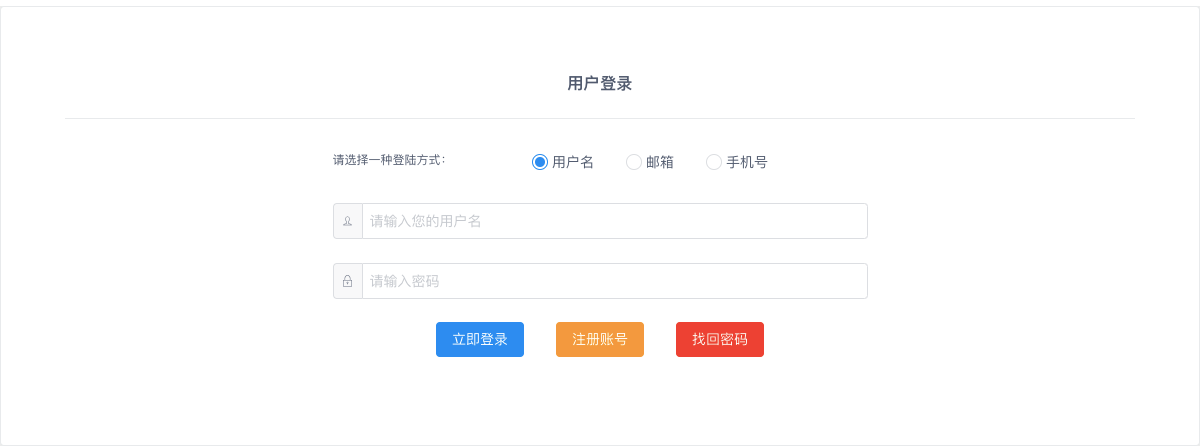 用户登录
请选择一种登陆方式： 用户名 邮箱 手机号
请输入您的用户名
请输入密码
立即登录 注册账号 找回密码